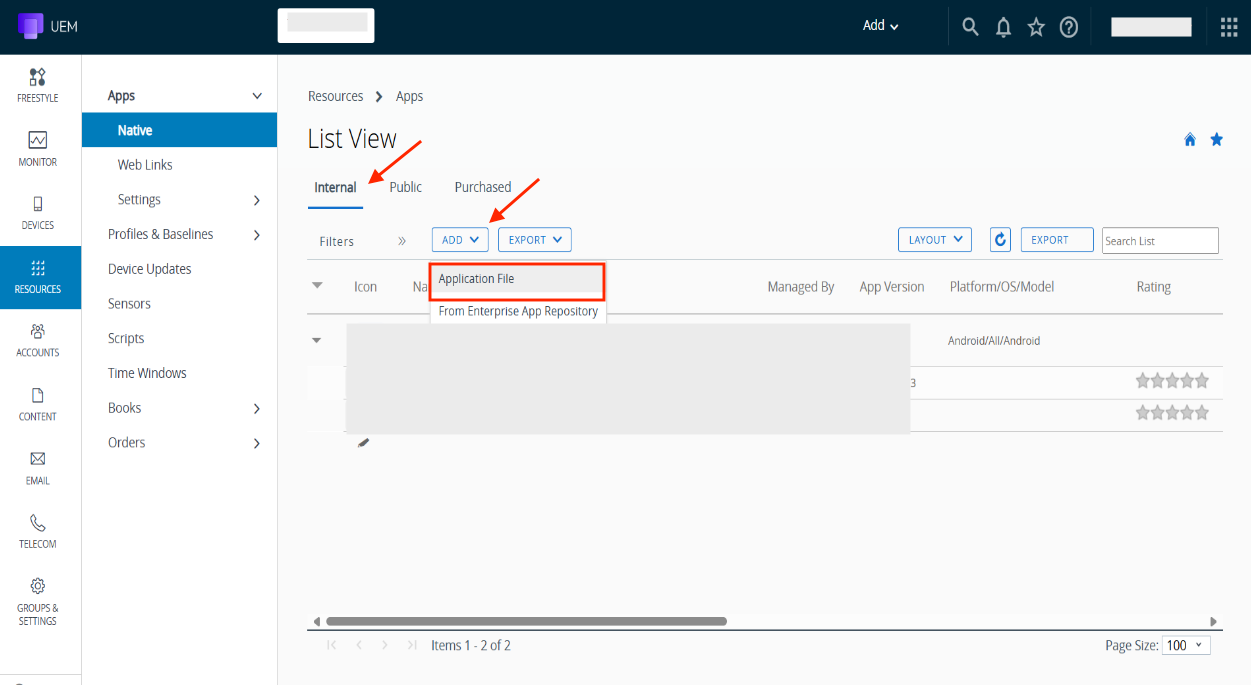 UEM
Add
FREESTYLE
MONITOR
DEVICES
RESOURCES
ACCOUNTS
CONTENT
EMAIL
TELECOM
GROUPS &
SETTINGS
Apps
Native
Web Links
Settings
Profiles & Baselines
Device Updates
Sensors
Scripts
Time Windows
Books
Orders
Resources Apps
List View
Internal Public Purchased
Filters » ADD EXPORT LAYOUT EXPORT Search List
Application File
From Enterprise App Repository
Icon Na Managed By App Version Platform/OS/Model Rating
Android/All/Android
3
Items 1 - 2 of 2 Page Size: 100